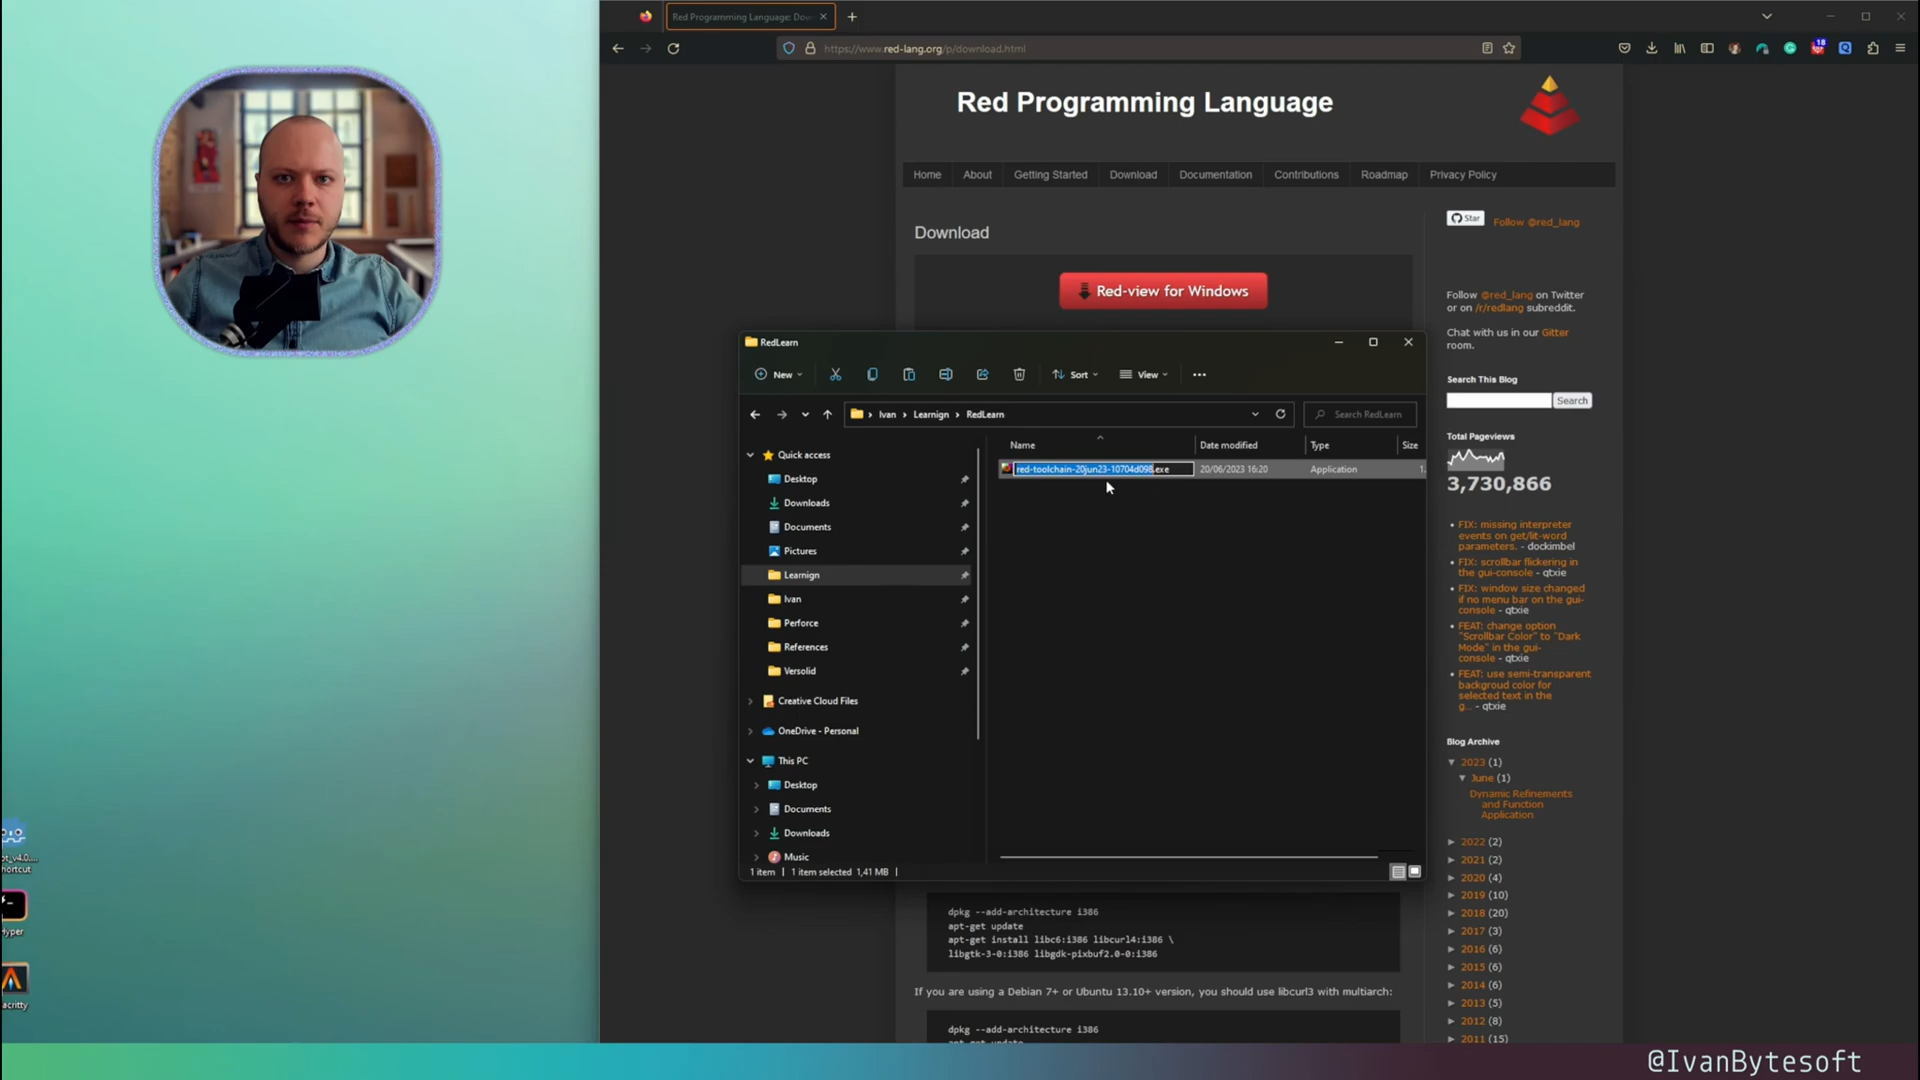 Red Programming Language: Dow
https://www.red-lang.org/p/download.html
18
Red Programming Language
Home
About
Getting Started
Download
Documentation
Contributions
Roadmap
Privacy Policy
Download
Red-view for Windows
Star
Follow @red_lang
Follow @red_lang on Twitter
or on /r/redlang subreddit.
Chat with us in our Gitter
room.
Search This Blog
Search
Total Pageviews
3,730,866
FIX: missing interpreter
events on get/lit-word
parameters. - dockimbel
FIX: scrollbar flickering in
the gui-console - qtxie
FIX: window size changed
if no menu bar on the gui-
console - qtxie
FEAT: change option
"Scrollbar Color" to "Dark
Mode" in the gui-
console - qtxie
FEAT: use semi-transparent
backgroud color for
selected text in the
g... - qtxie
Blog Archive
▼ 2023 (1)
▼ June (1)
Dynamic Refinements
and Function
Application
► 2022 (2)
► 2021 (2)
► 2020 (4)
► 2019 (10)
► 2018 (20)
► 2017 (3)
► 2016 (6)
► 2015 (6)
► 2014 (6)
► 2013 (5)
► 2012 (8)
► 2011 (15)
RedLearn
New
Sort
View
Ivan > Learnign > RedLearn
Search RedLearn
Quick access
Desktop
Downloads
Documents
Pictures
Learnign
Ivan
Perforce
References
Versolid
Creative Cloud Files
OneDrive - Personal
This PC
Desktop
Documents
Downloads
Music
Name
Date modified
Type
Size
red-toolchain-20jun23-10704d098.exe
20/06/2023 16:20
Application
1.
1 item
1 item selected 1,41 MB
dpkg --add-architecture i386
apt-get update
apt-get install libc6:i386 libcurl4:i386 \
libgtk-3-0:i386 libgdk-pixbuf2.0-0:i386
If you are using a Debian 7+ or Ubuntu 13.10+ version, you should use libcurl3 with multiarch:
dpkg --add-architecture i386
apt-get update
ot_v4.0....
hortcut
Hyper
lacritty
@IvanBytesoft